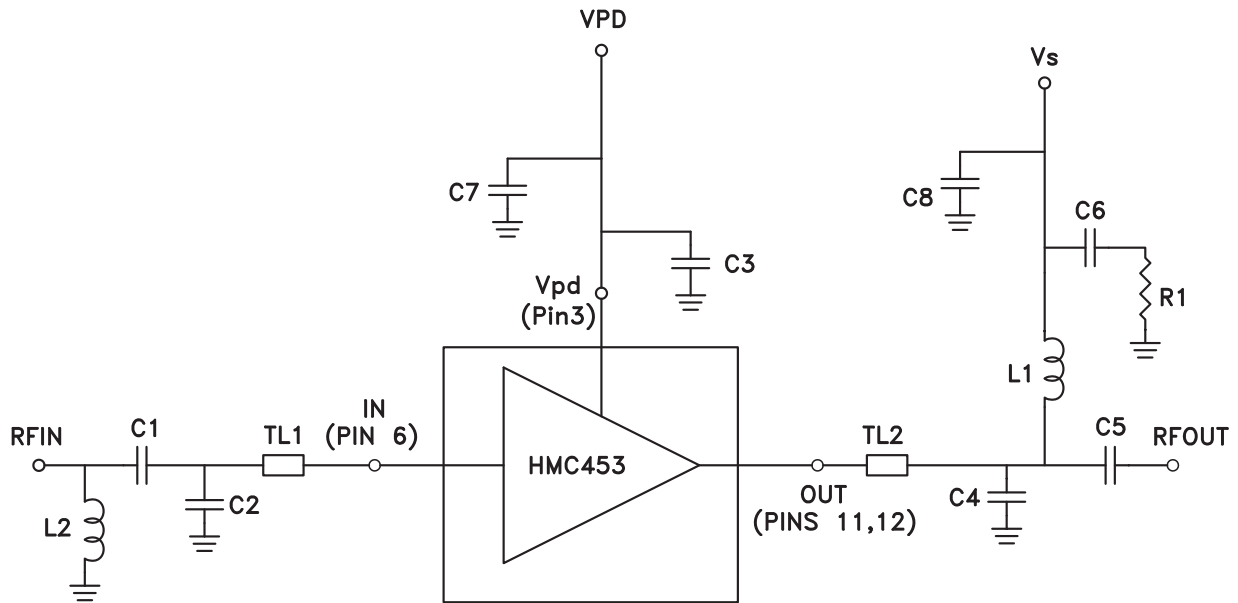 VPD
Vs
C7
C8
C6
C3
Vpd
(Pin3)
R1
L1
RFIN
C1
TL1
IN
(PIN 6)
HMC453
TL2
C5
RFOUT
L2
C2
OUT
(PINS 11,12)
C4